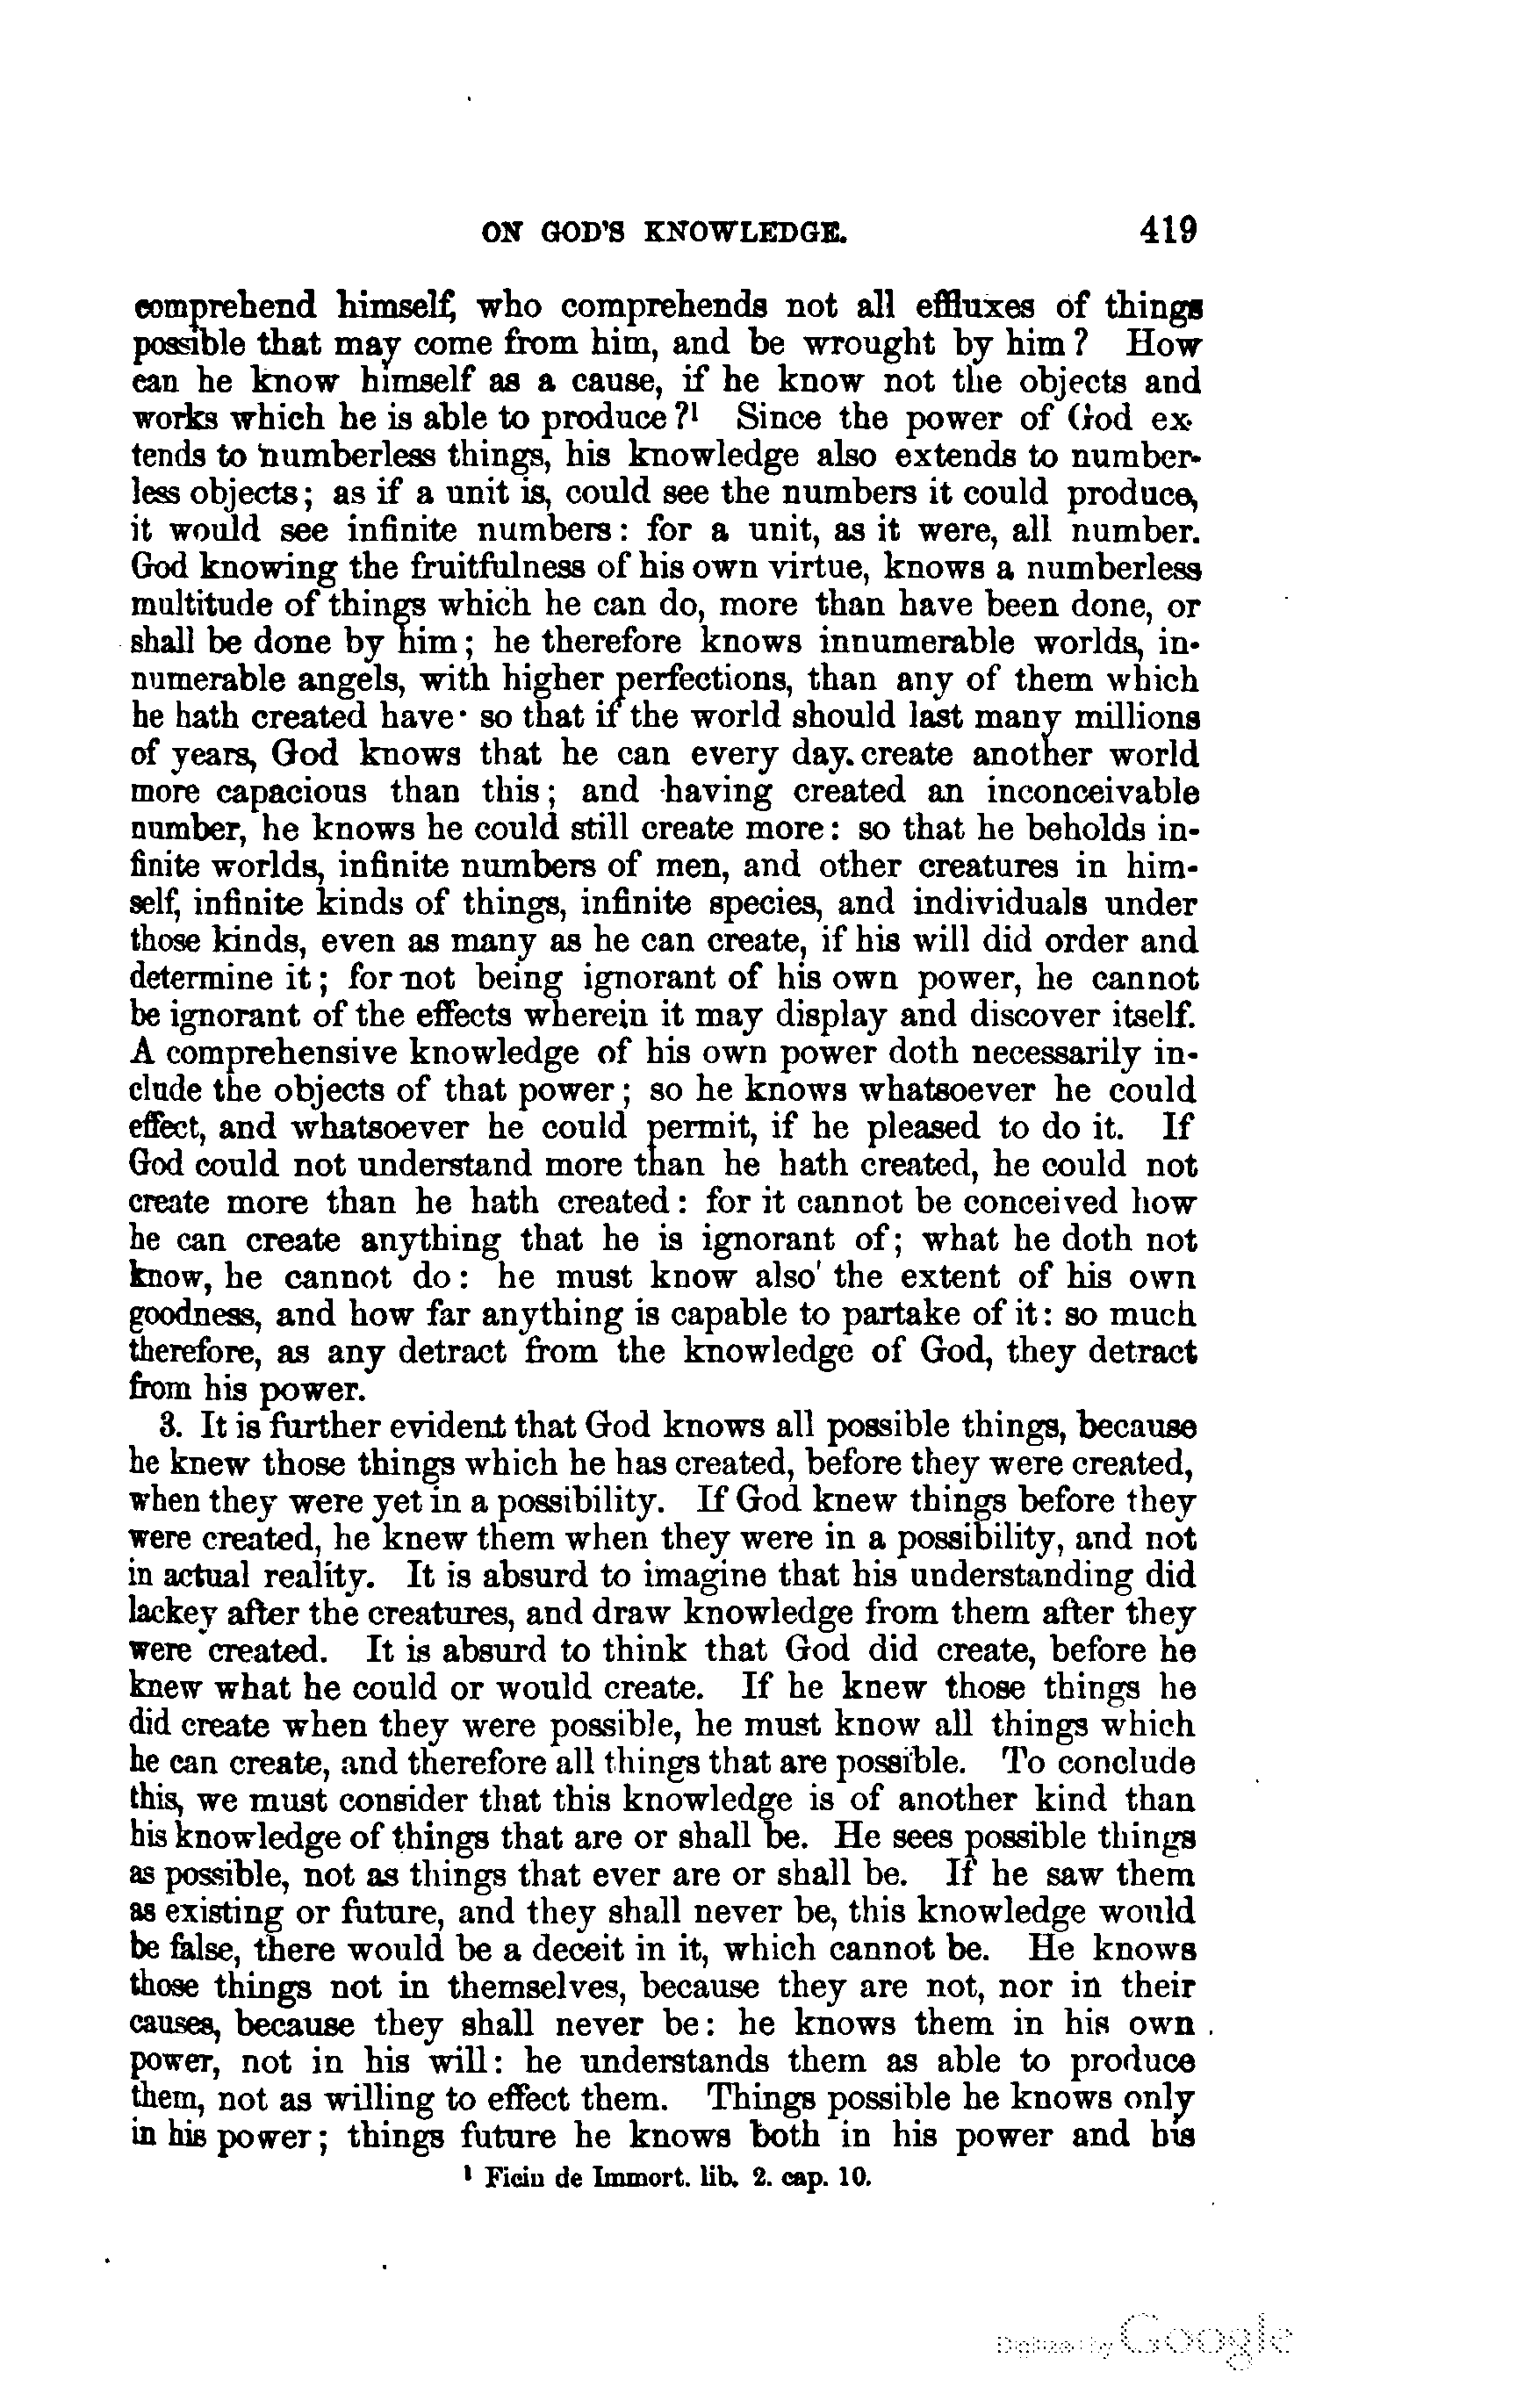 ON GOD'S KNOWLEDGE. 419
comprehend himself, who comprehends not all effluxes of things
possible that may come from him, and be wrought by him? How
can he know himself as a cause, if he know not the objects and
works which he is able to produce?¹ Since the power of God ex-
tends to numberless things, his knowledge also extends to number-
less objects; as if a unit is, could see the numbers it could produce,
it would see infinite numbers: for a unit, as it were, all number.
God knowing the fruitfulness of his own virtue, knows a numberless
multitude of things which he can do, more than have been done, or
shall be done by him; he therefore knows innumerable worlds, in-
numerable angels, with higher perfections, than any of them which
he hath created have· so that if the world should last many millions
of years, God knows that he can every day. create another world
more capacious than this; and having created an inconceivable
number, he knows he could still create more: so that he beholds in-
finite worlds, infinite numbers of men, and other creatures in him-
self, infinite kinds of things, infinite species, and individuals under
those kinds, even as many as he can create, if his will did order and
determine it; for not being ignorant of his own power, he cannot
be ignorant of the effects wherein it may display and discover itself.
A comprehensive knowledge of his own power doth necessarily in-
clude the objects of that power; so he knows whatsoever he could
effect, and whatsoever he could permit, if he pleased to do it. If
God could not understand more than he hath created, he could not
create more than he hath created: for it cannot be conceived how
he can create anything that he is ignorant of; what he doth not
know, he cannot do: he must know also' the extent of his own
goodness, and how far anything is capable to partake of it: so much
therefore, as any detract from the knowledge of God, they detract
from his power.
3. It is further evident that God knows all possible things, because
he knew those things which he has created, before they were created,
when they were yet in a possibility. If God knew things before they
were created, he knew them when they were in a possibility, and not
in actual reality. It is absurd to imagine that his understanding did
lackey after the creatures, and draw knowledge from them after they
were created. It is absurd to think that God did create, before he
knew what he could or would create. If he knew those things he
did create when they were possible, he must know all things which
he can create, and therefore all things that are possible. To conclude
this, we must consider that this knowledge is of another kind than
his knowledge of things that are or shall be. He sees possible things
as possible, not as things that ever are or shall be. If he saw them
as existing or future, and they shall never be, this knowledge would
be false, there would be a deceit in it, which cannot be. He knows
those things not in themselves, because they are not, nor in their
causes, because they shall never be: he knows them in his own
power, not in his will: he understands them as able to produce
them, not as willing to effect them. Things possible he knows only
in his power; things future he knows both in his power and his
¹ Ficin de Immort. lib. 2. cap. 10.
Digitized by Google